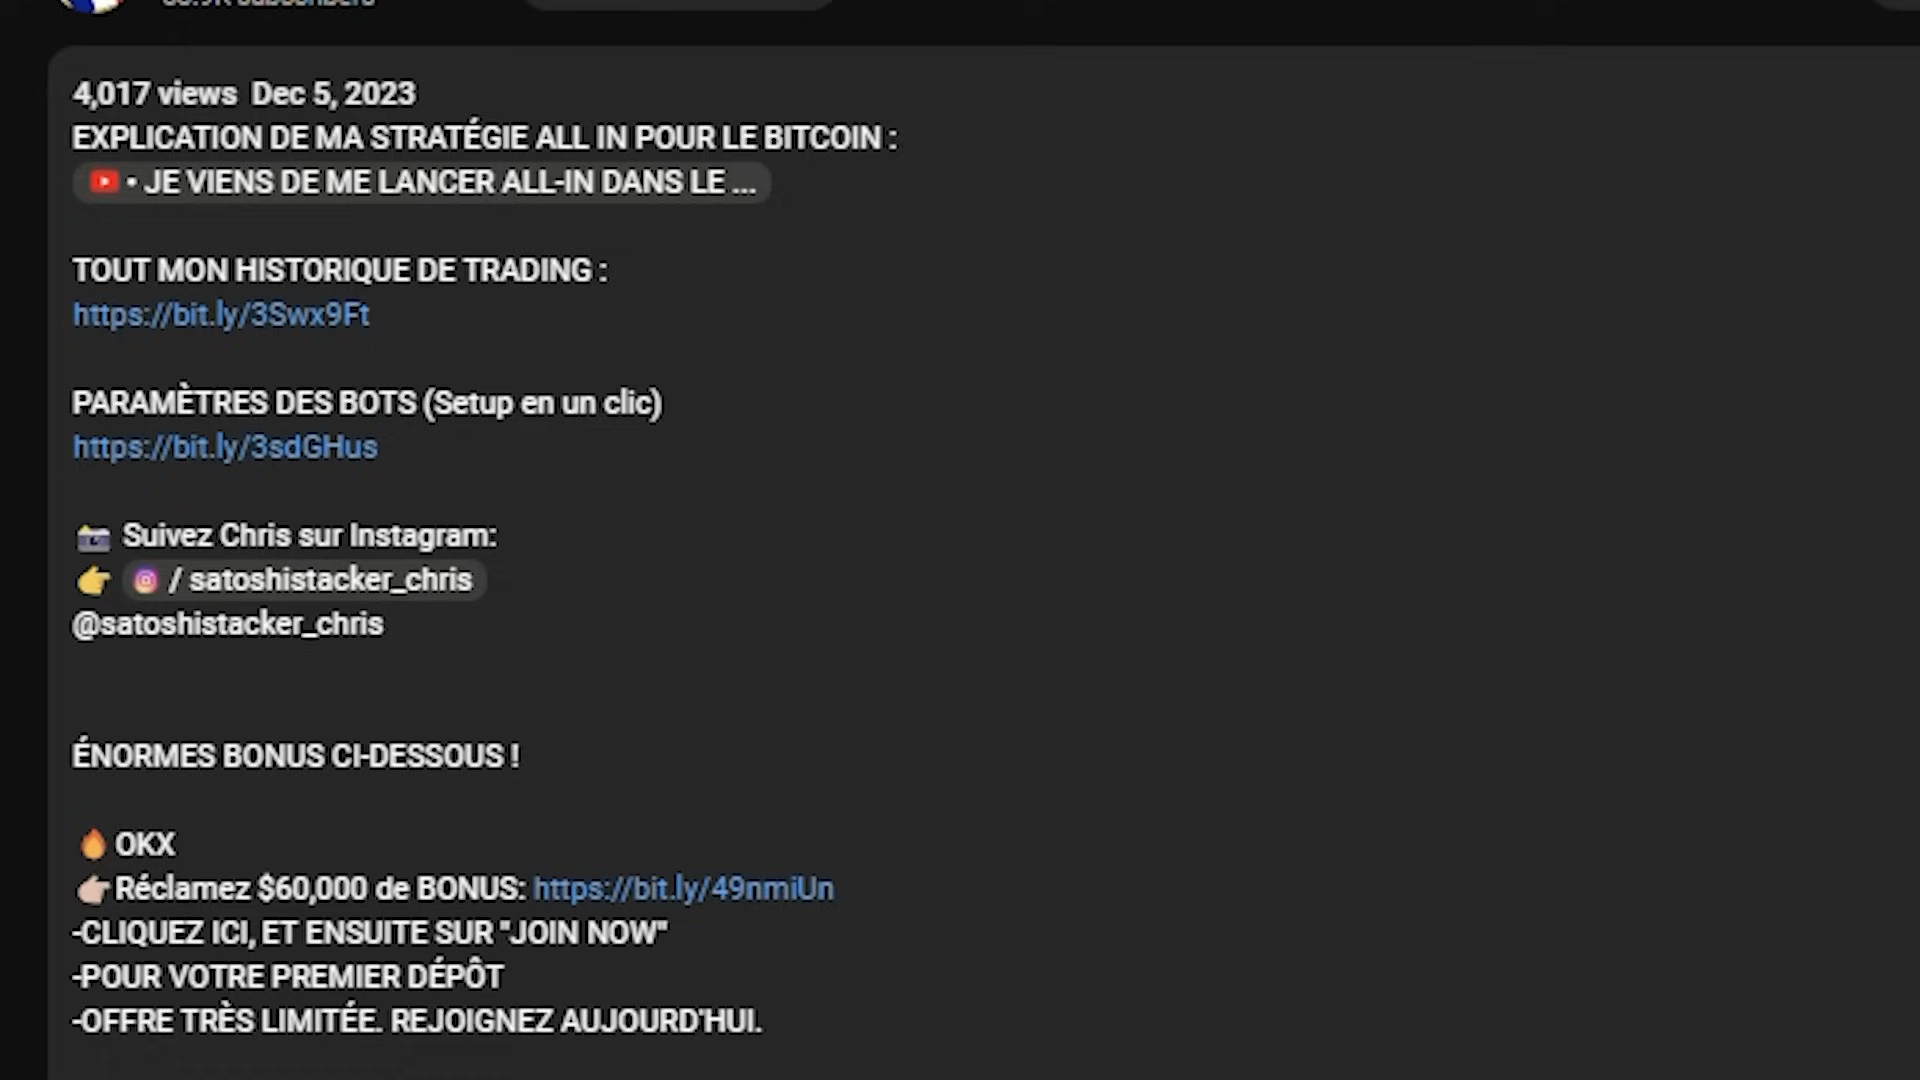 4,017 views Dec 5, 2023
EXPLICATION DE MA STRATÉGIE ALL IN POUR LE BITCOIN :
• JE VIENS DE ME LANCER ALL-IN DANS LE ...
TOUT MON HISTORIQUE DE TRADING :
https://bit.ly/3Swx9Ft
PARAMÈTRES DES BOTS (Setup en un clic)
https://bit.ly/3sdGHus
Suivez Chris sur Instagram:
/ satoshistacker_chris
@satoshistacker_chris
ÉNORMES BONUS CI-DESSOUS !
OKX
Réclamez $60,000 de BONUS: https://bit.ly/49nmiUn
-CLIQUEZ ICI, ET ENSUITE SUR "JOIN NOW"
-POUR VOTRE PREMIER DÉPÔT
-OFFRE TRÈS LIMITÉE. REJOIGNEZ AUJOURD'HUI.